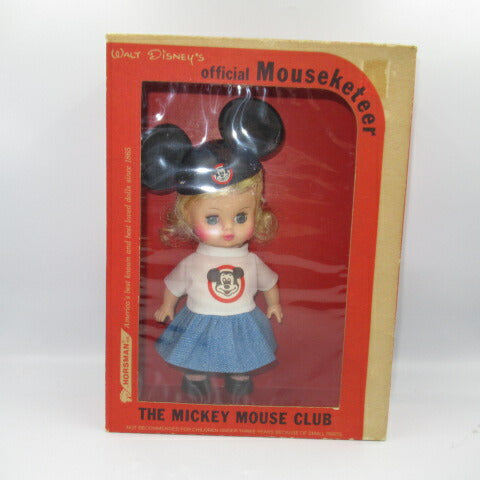 WALT DISNEY'S
official Mouseketeer
HORSMAN
America's best known and best loved dolls since 1865
THE MICKEY MOUSE CLUB
NOT RECOMMENDED FOR CHILDREN UNDER THREE YEARS BECAUSE OF SMALL PARTS